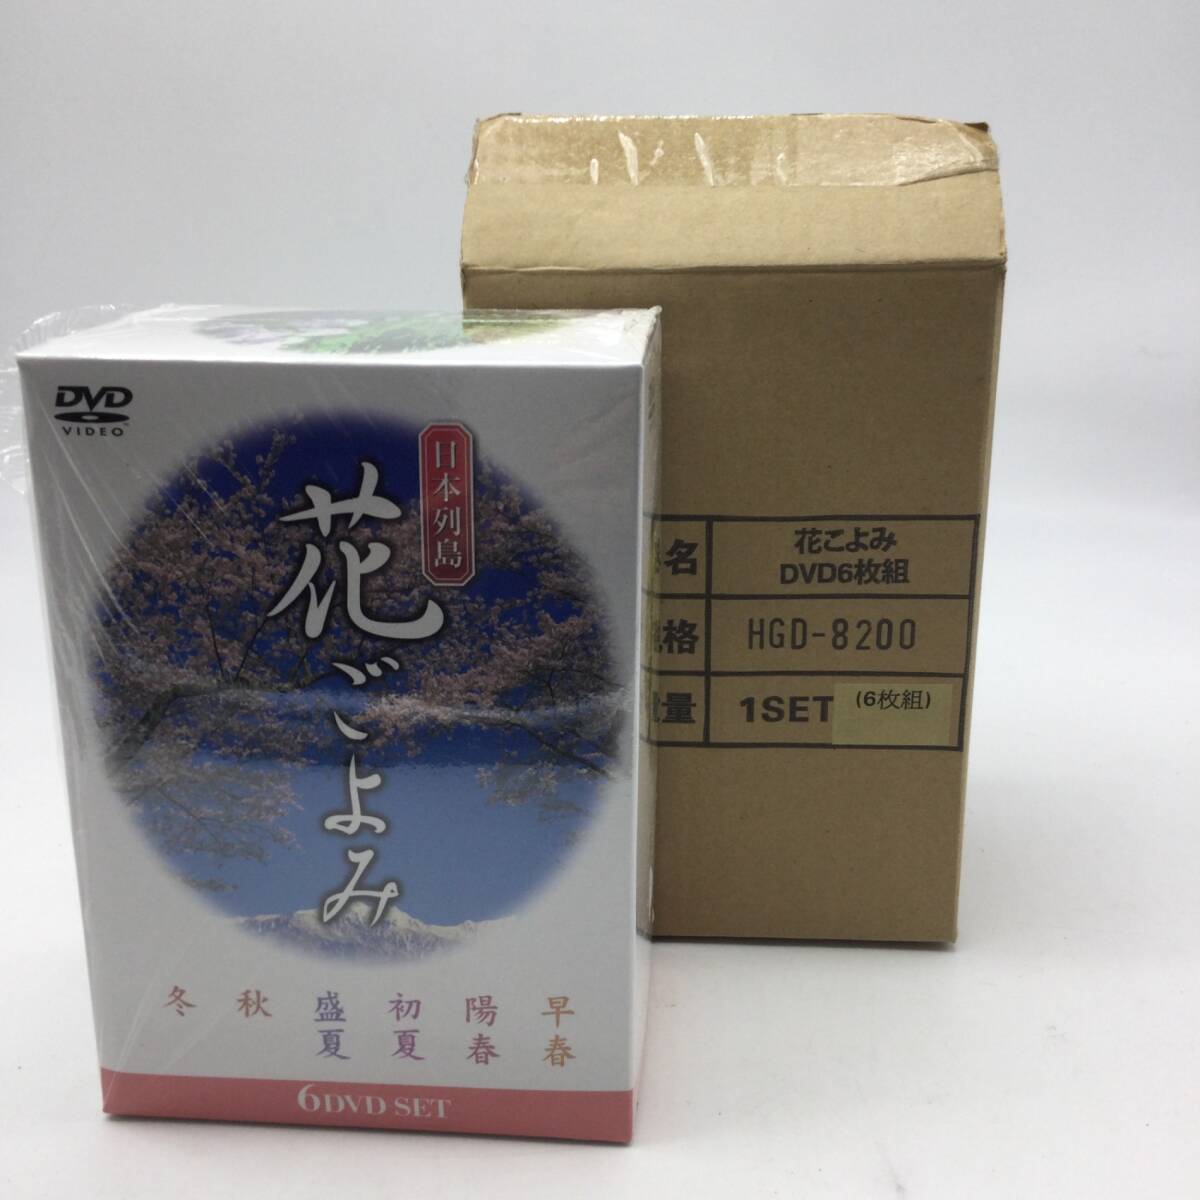 DVD
VIDEO
日本列島
花ごよみ
早春
陽春
初夏
盛夏
秋
冬
6DVD SET
名 花こよみ
DVD6枚組
格 HGD-8200
量 1SET (6枚組)